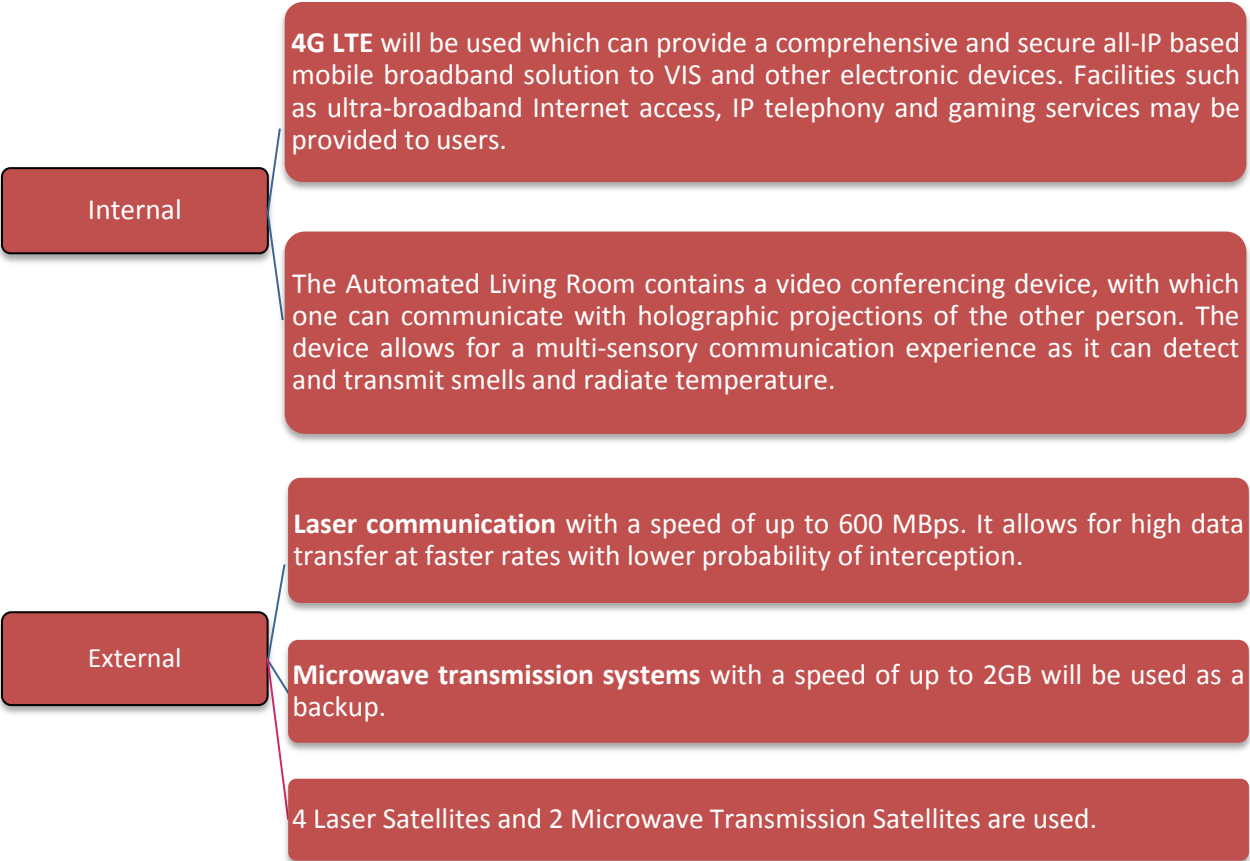 4G LTE will be used which can provide a comprehensive and secure all-IP based
mobile broadband solution to VIS and other electronic devices. Facilities such
as ultra-broadband Internet access, IP telephony and gaming services may be
provided to users.
Internal
The Automated Living Room contains a video conferencing device, with which
one can communicate with holographic projections of the other person. The
device allows for a multi-sensory communication experience as it can detect
and transmit smells and radiate temperature.
Laser communication with a speed of up to 600 MBps. It allows for high data
transfer at faster rates with lower probability of interception.
External
Microwave transmission systems with a speed of up to 2GB will be used as a
backup.
4 Laser Satellites and 2 Microwave Transmission Satellites are used.